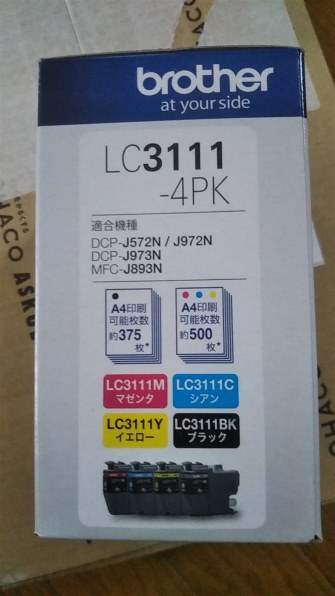 brother
at your side
LC3111
-4PK
適合機種
DCP-J572N / J972N
DCP-J973N
MFC-J893N
A4印刷
可能枚数
約375
枚*
A4印刷
可能枚数
約500
枚*
LC3111M
マゼンタ
LC3111C
シアン
LC3111Y
イエロー
LC3111BK
ブラック
ACO ASKU